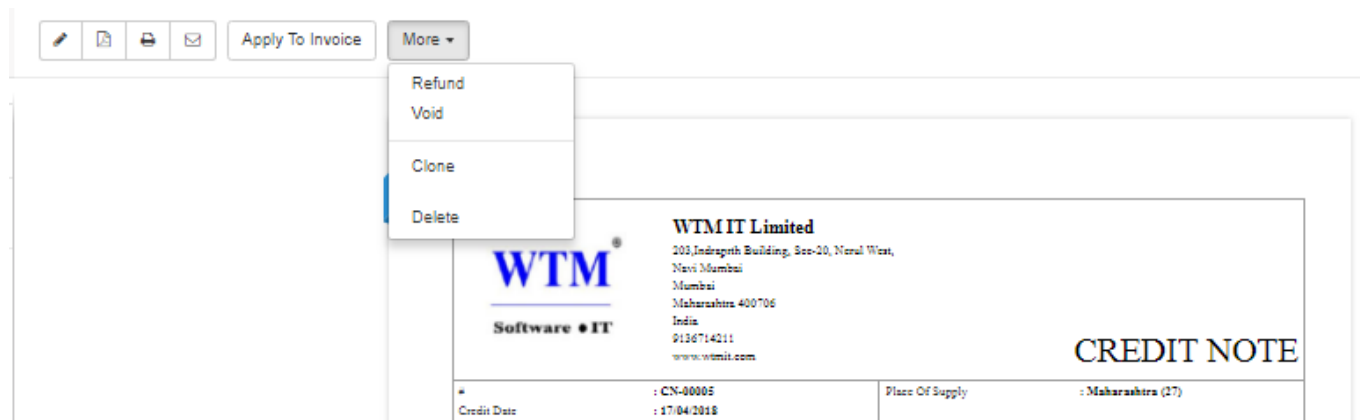 Apply To Invoice
More
Refund
Void
Clone
Delete
WTM®
Software ● IT
WTM IT Limited
203,Indraprth Building, Sec-20, Nerul West,
Navi Mumbai
Mumbai
Maharashtra 400706
India
9136714211
www.wtmit.com
CREDIT NOTE
# : CN-00005 Place Of Supply : Maharashtra (27)
Credit Date : 17/04/2018